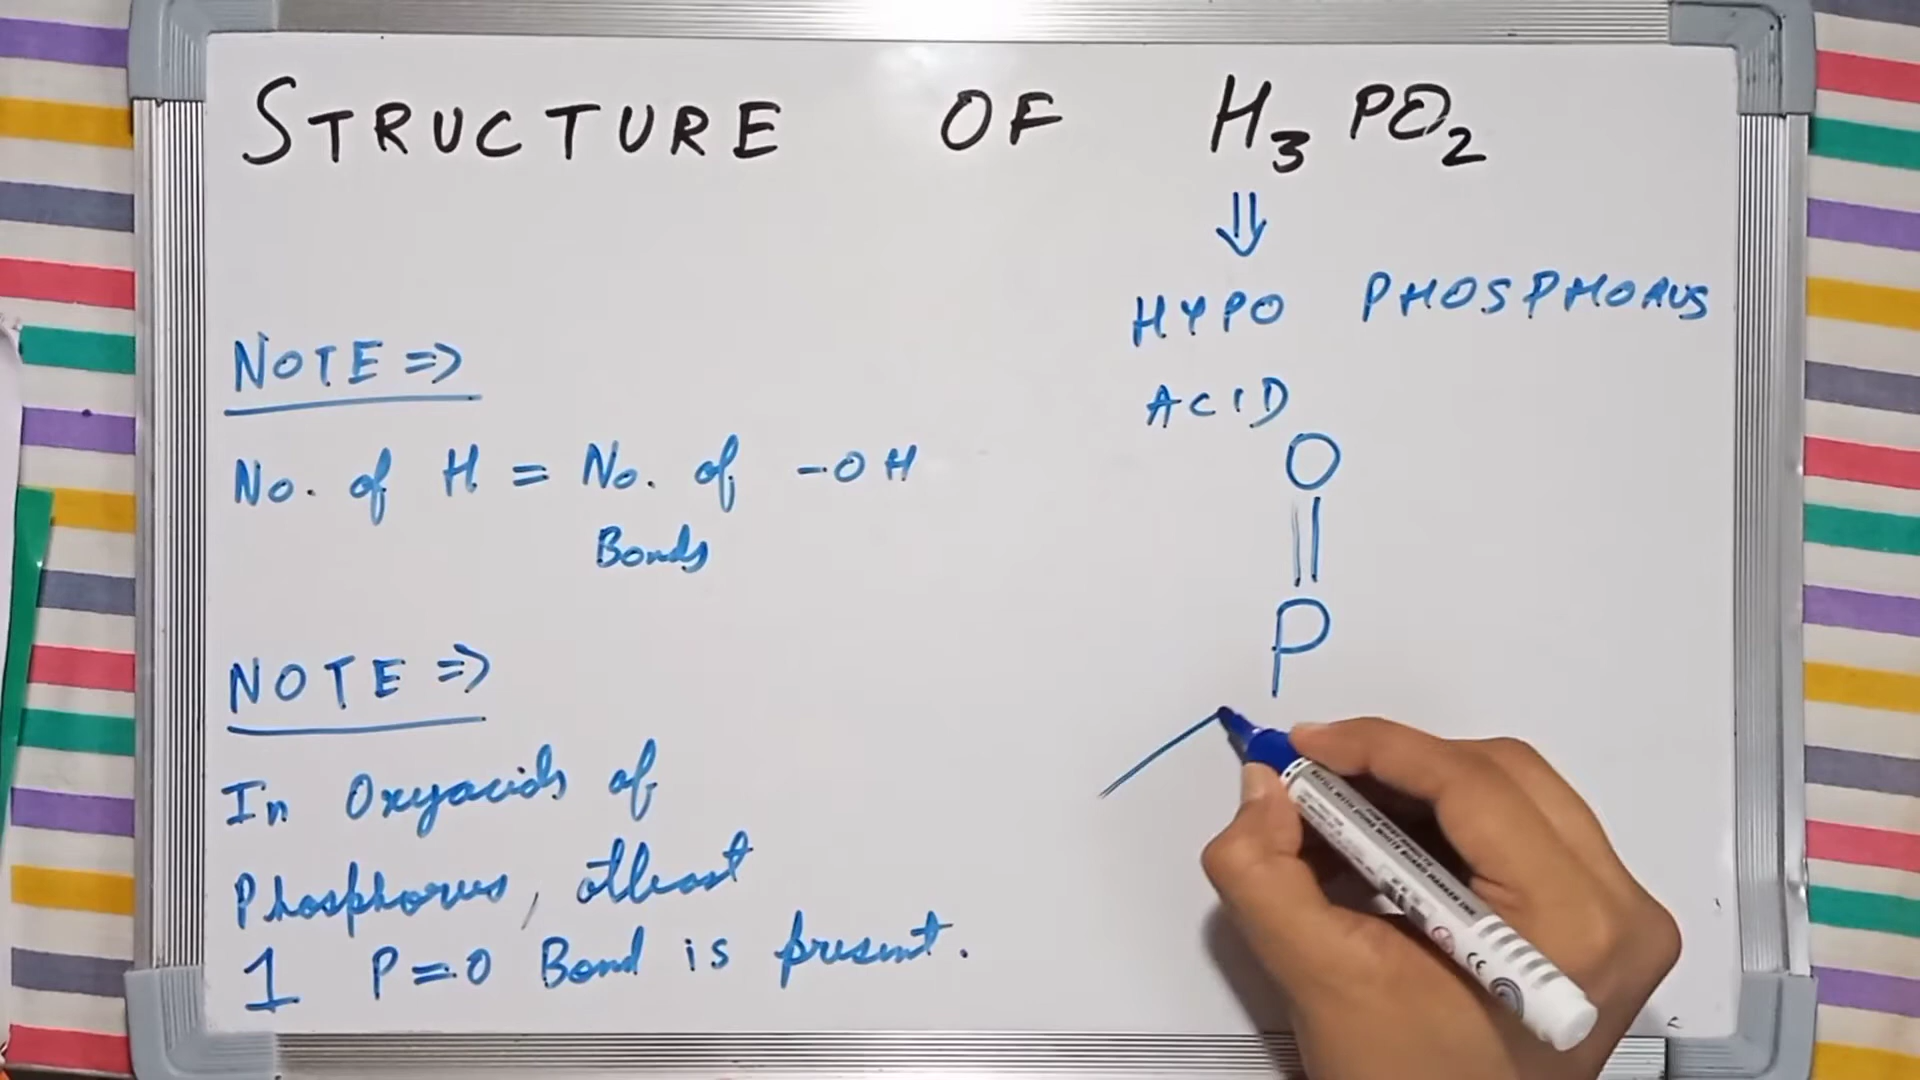 STRUCTURE OF H₃PO₂
⇓
HYPO PHOSPHORUS
ACID
NOTE ⇒
No. of H = No. of -OH
Bonds
NOTE ⇒
In Oxyacids of
Phosphorus, atleast
1 P=O Bond is present.
O
P